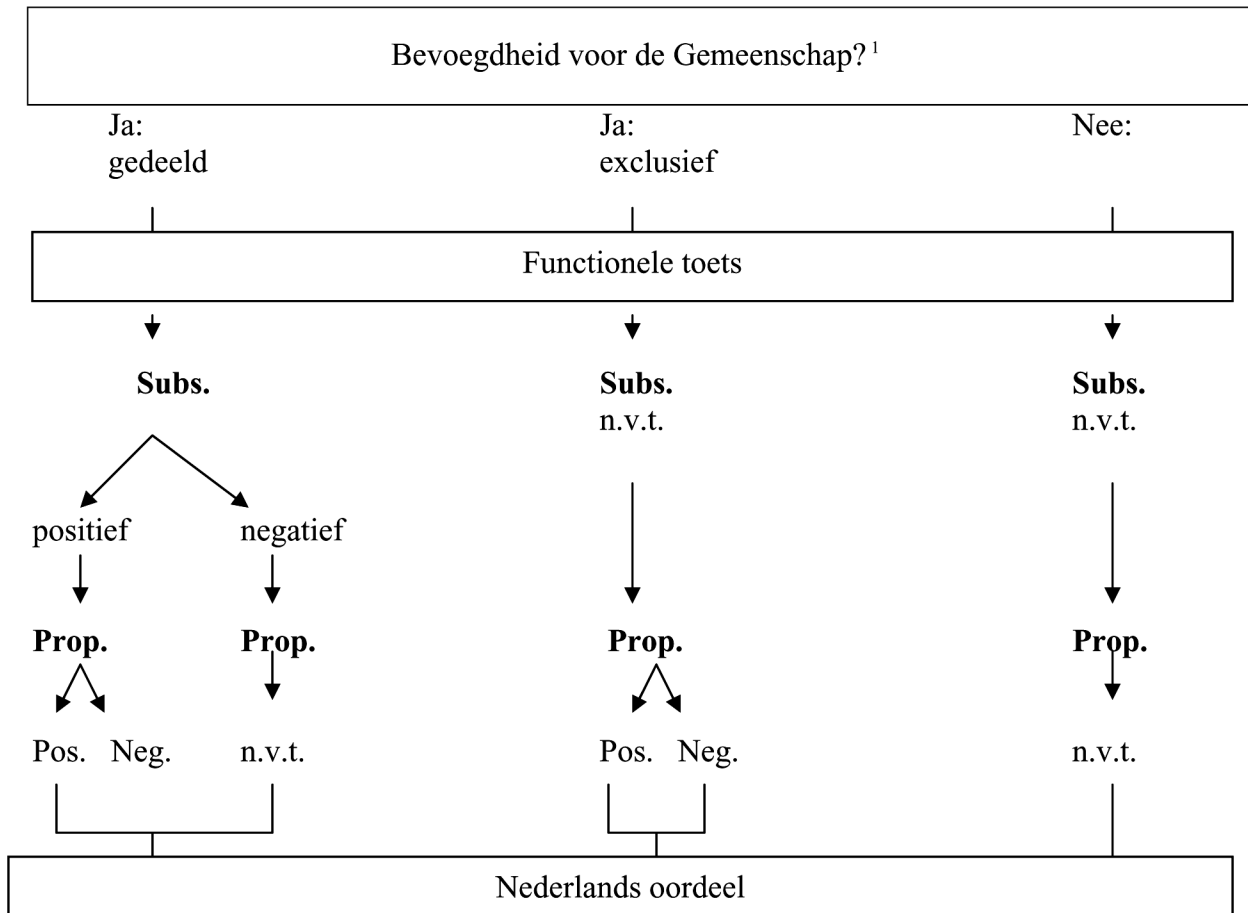 Bevoegdheid voor de Gemeenschap? 1
Ja: Ja: Nee:
gedeeld exclusief
Functionele toets
Subs. Subs. Subs.
n.v.t. n.v.t.
positief negatief
Prop. Prop. Prop. Prop.
Pos. Neg. n.v.t. Pos. Neg. n.v.t.
Nederlands oordeel